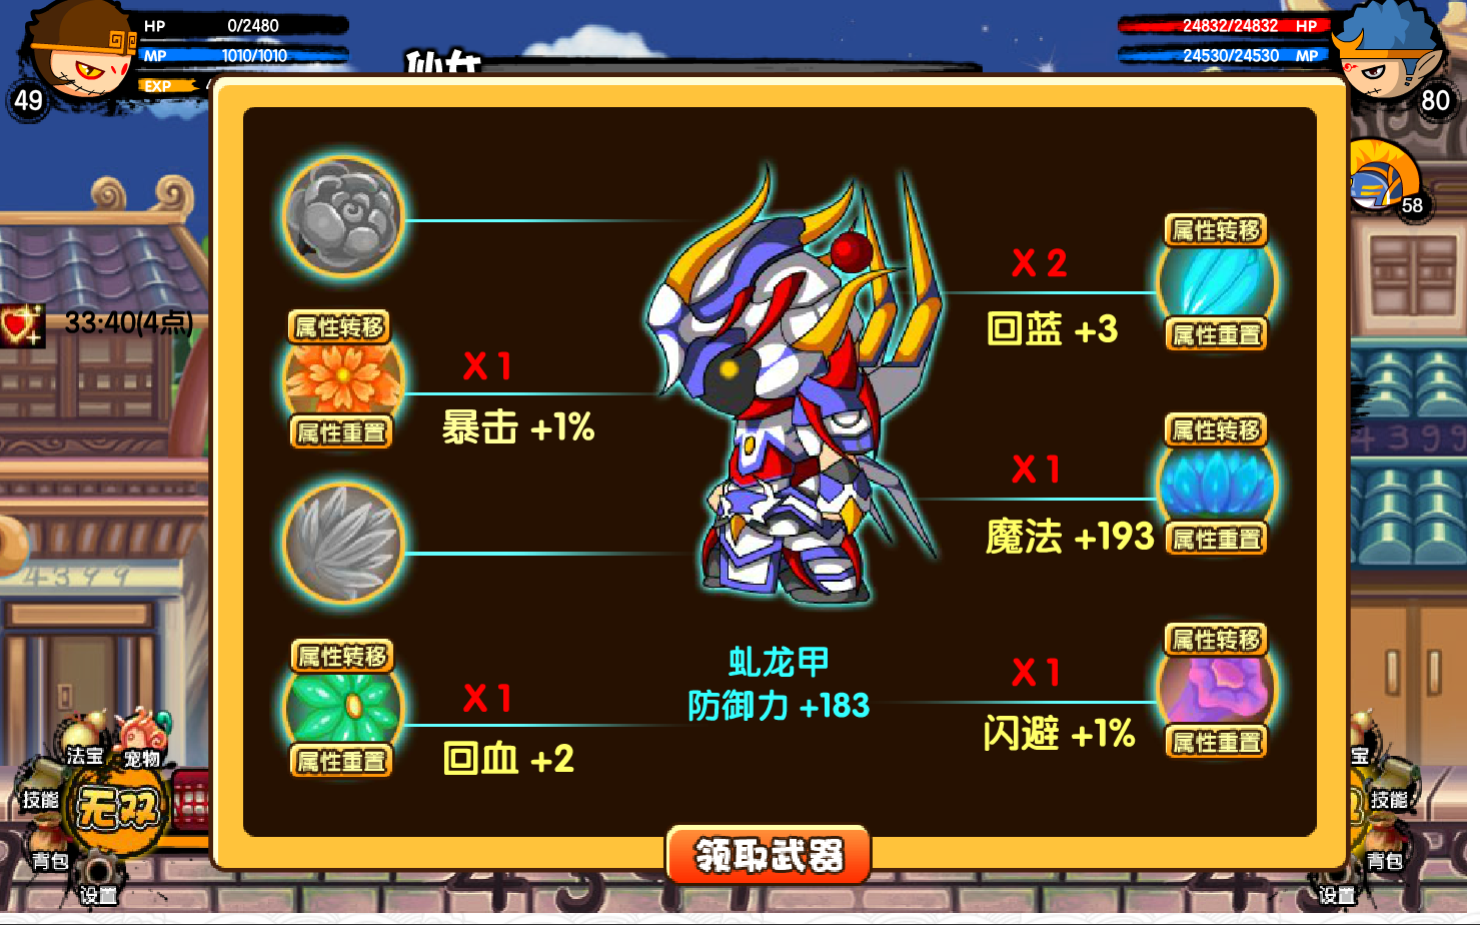 HP 0/2480
24832/24832 HP
MP 1010/1010
24530/24530 MP
EXP
49
80
仙女
58
33:40(4点)
属性转移
X 1
属性重置
暴击 +1%
属性转移
X 1
属性重置
回血 +2
属性转移
X 2
属性重置
回蓝 +3
属性转移
X 1
属性重置
魔法 +193
属性转移
X 1
属性重置
闪避 +1%
虬龙甲
防御力 +183
领取武器
4399
4399
法宝
宠物
技能
无双
背包
设置
宝
技能
背包
设置